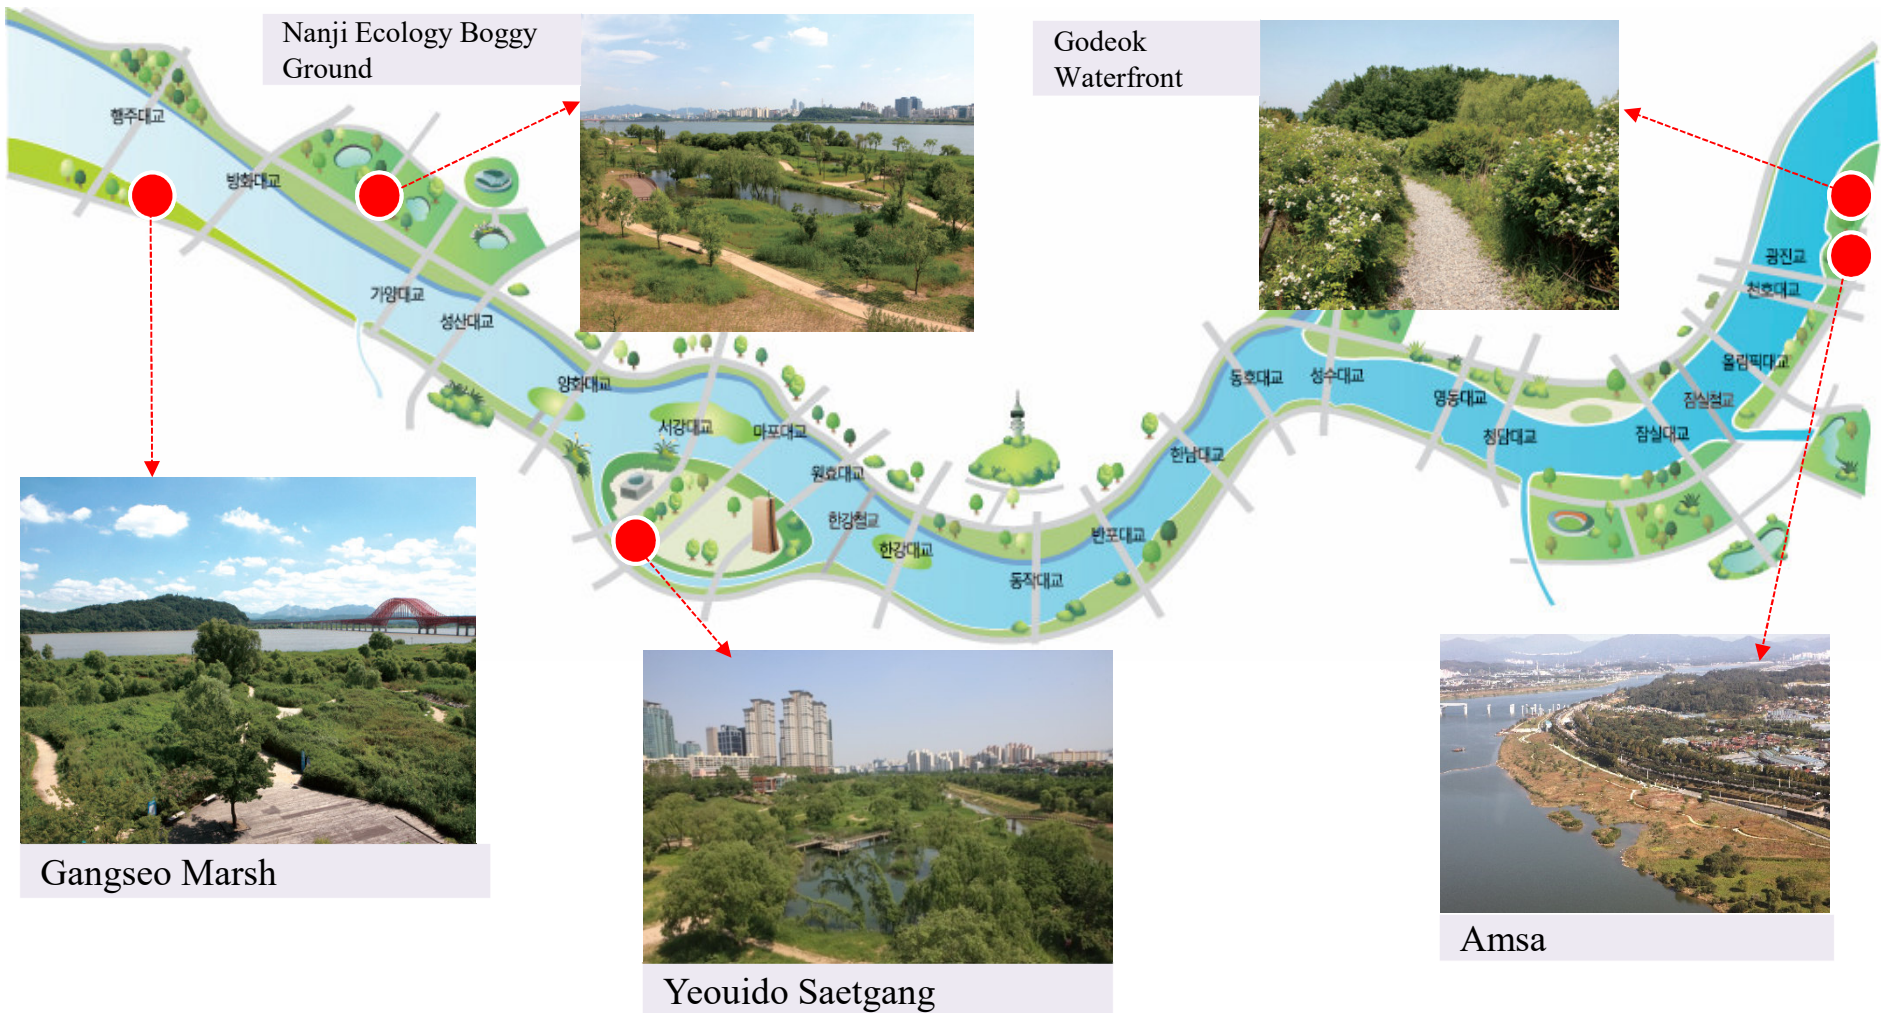 Nanji Ecology Boggy
Ground
Godeok
Waterfront
행주대교
방화대교
가양대교
성산대교
양화대교
서강대교
마포대교
원효대교
한강철교
한강대교
동작대교
반포대교
한남대교
동호대교
성수대교
영동대교
청담대교
잠실대교
잠실철교
올림픽대교
천호대교
광진교
Gangseo Marsh
Yeouido Saetgang
Amsa